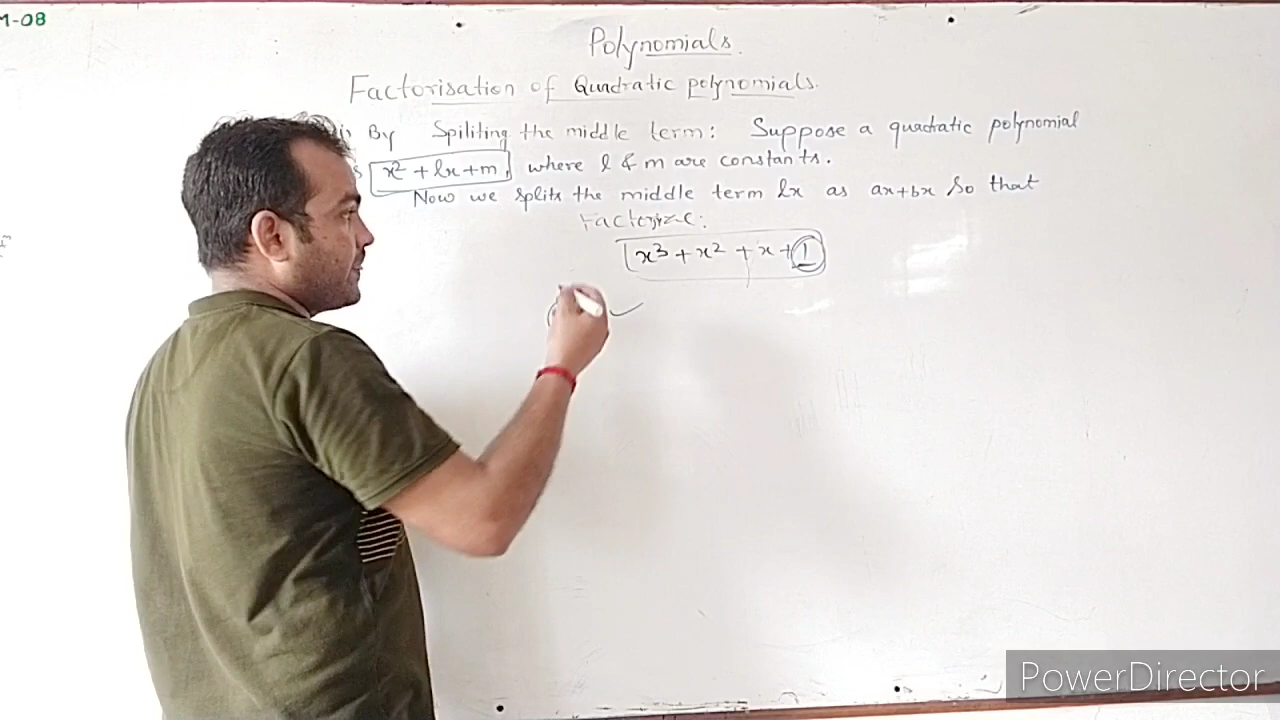 M-08
Polynomials.
Factorisation of Quadratic polynomials.
By Spiliting the middle term: Suppose a quadratic polynomial
x² + lx + m, where l & m are constants.
Now we splits the middle term lx as ax+bx So that
Factorize:
x³ + x² + x + 1
PowerDirector